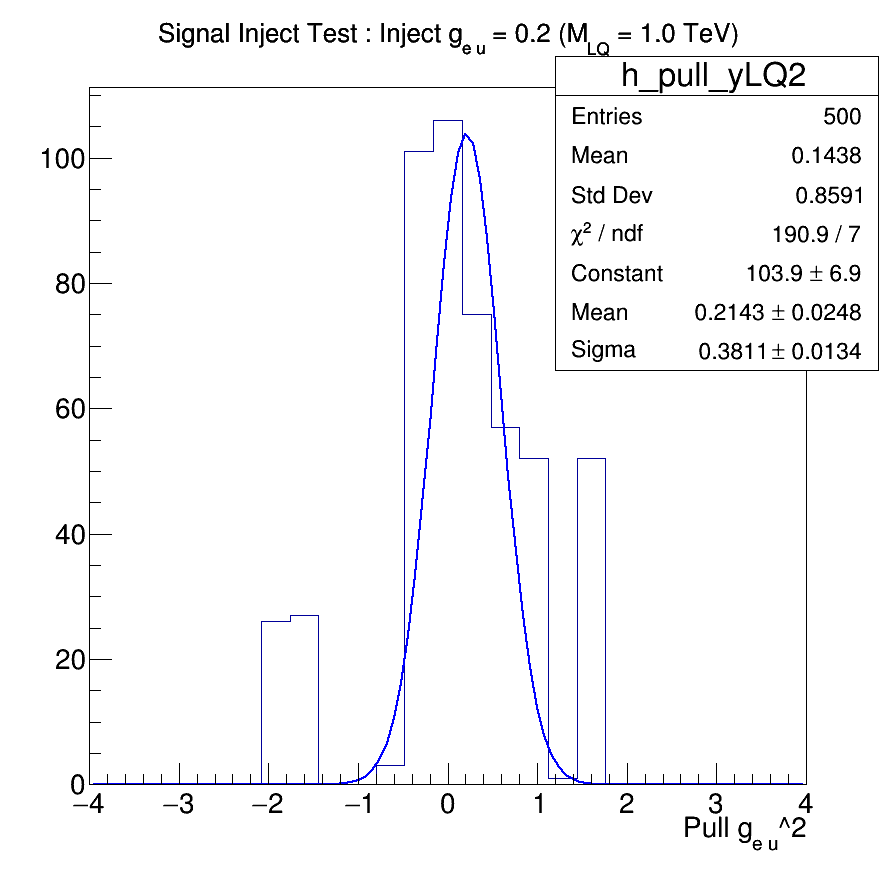 Signal Inject Test : Inject g_{e u} = 0.2 (M_{LQ} = 1.0 TeV)
h_pull_yLQ2
Entries 500
Mean 0.1438
Std Dev 0.8591
χ² / ndf 190.9 / 7
Constant 103.9 ± 6.9
Mean 0.2143 ± 0.0248
Sigma 0.3811 ± 0.0134
100
80
60
40
20
0
−4 −3 −2 −1 0 1 2 3 4
Pull g_{e u}^2